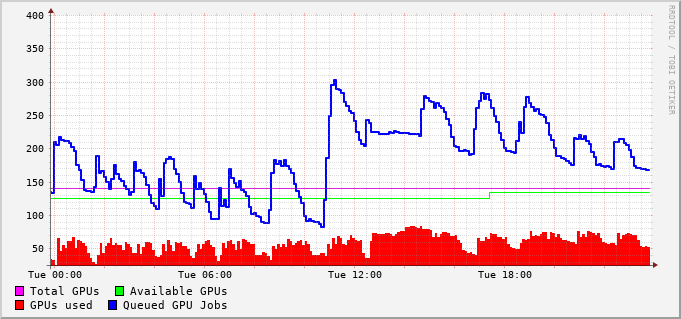 400
350
300
250
200
150
100
50
Tue 00:00 Tue 06:00 Tue 12:00 Tue 18:00
Total GPUs Available GPUs
GPUs used Queued GPU Jobs
RRDTOOL / TOBI OETIKER